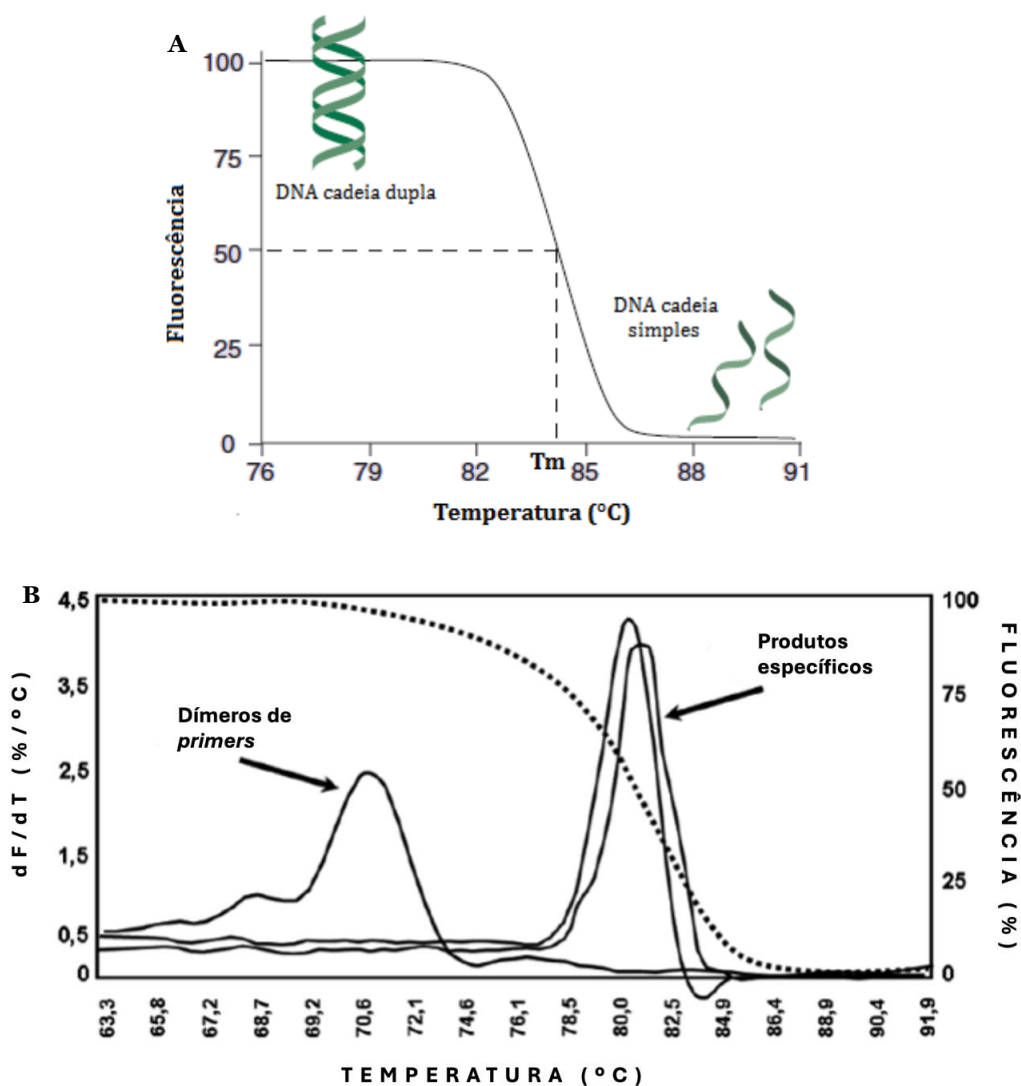 A
100
75
50
25
0
Fluorescência
DNA cadeia dupla
DNA cadeia
simples
Tm
76 79 82 85 88 91
Temperatura (°C)
B
4,5
3,5
2,5
1,5
0,5
0
dF/dT (%/ºC)
Dímeros de
primers
Produtos
específicos
100
75
50
25
0
FLUORESCÊNCIA (%)
63,3 65,8 67,2 68,7 69,2 70,6 72,1 74,6 76,1 78,5 80,0 82,5 84,9 86,4 88,9 90,4 91,9
TEMPERATURA (ºC)